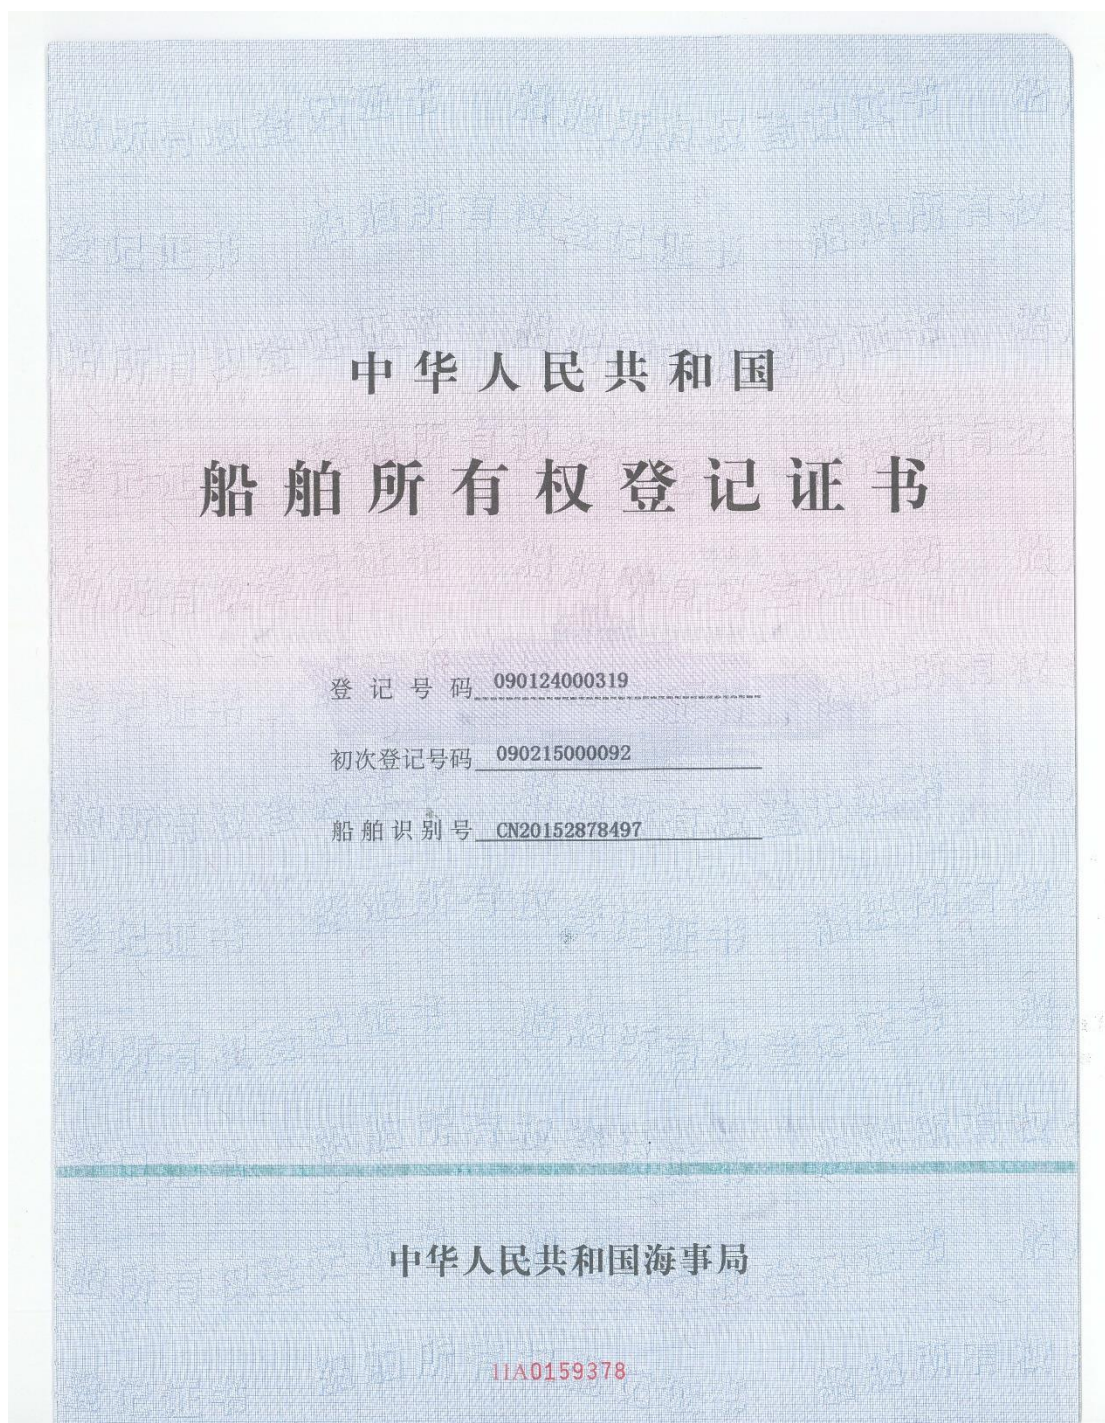 中华人民共和国
船舶所有权登记证书
登记号码 090124000319
初次登记号码 090215000092
船舶识别号 CN20152878497
中华人民共和国海事局
IIA0159378